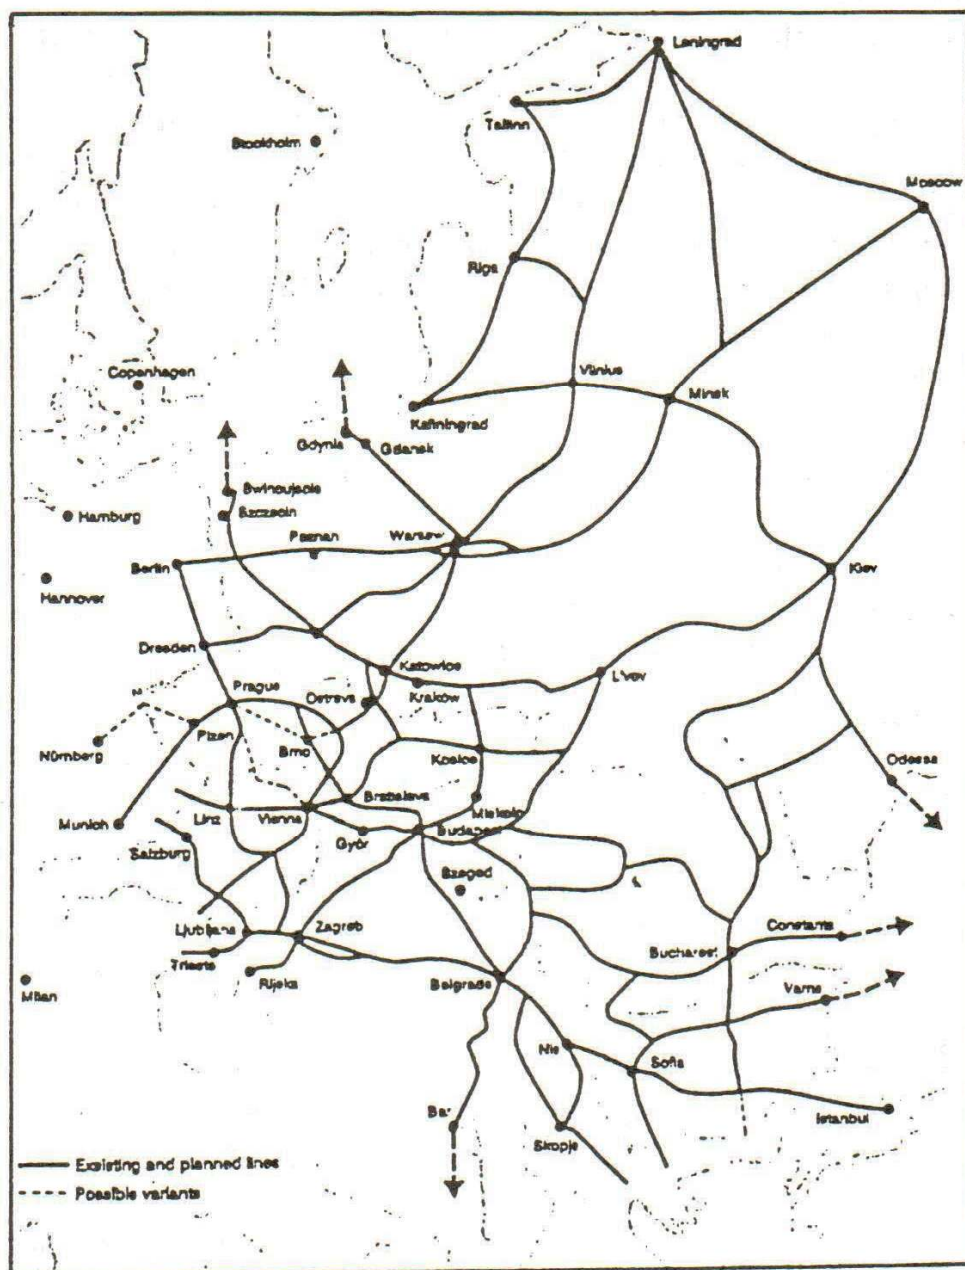 Leningrad
Tallinn
Stockholm
Moscow
Riga
Copenhagen
Vilnius
Minsk
Kaliningrad
Gdynia
Gdansk
Swinoujscie
Szczecin
Hamburg
Poznan
Warsaw
Berlin
Kiev
Hannover
Dresden
Katowice
L'vov
Prague
Ostrava
Kraków
Plzen
Nürnberg
Brno
Kosice
Odessa
Bratislava
Miskolc
Munich
Linz
Vienna
Budapest
Györ
Salzburg
Szeged
Ljubljana
Zagreb
Constanta
Bucharest
Trieste
Rijeka
Belgrade
Varna
Milan
Nis
Sofia
Bar
Istanbul
Skopje
Existing and planned lines
Possible variants